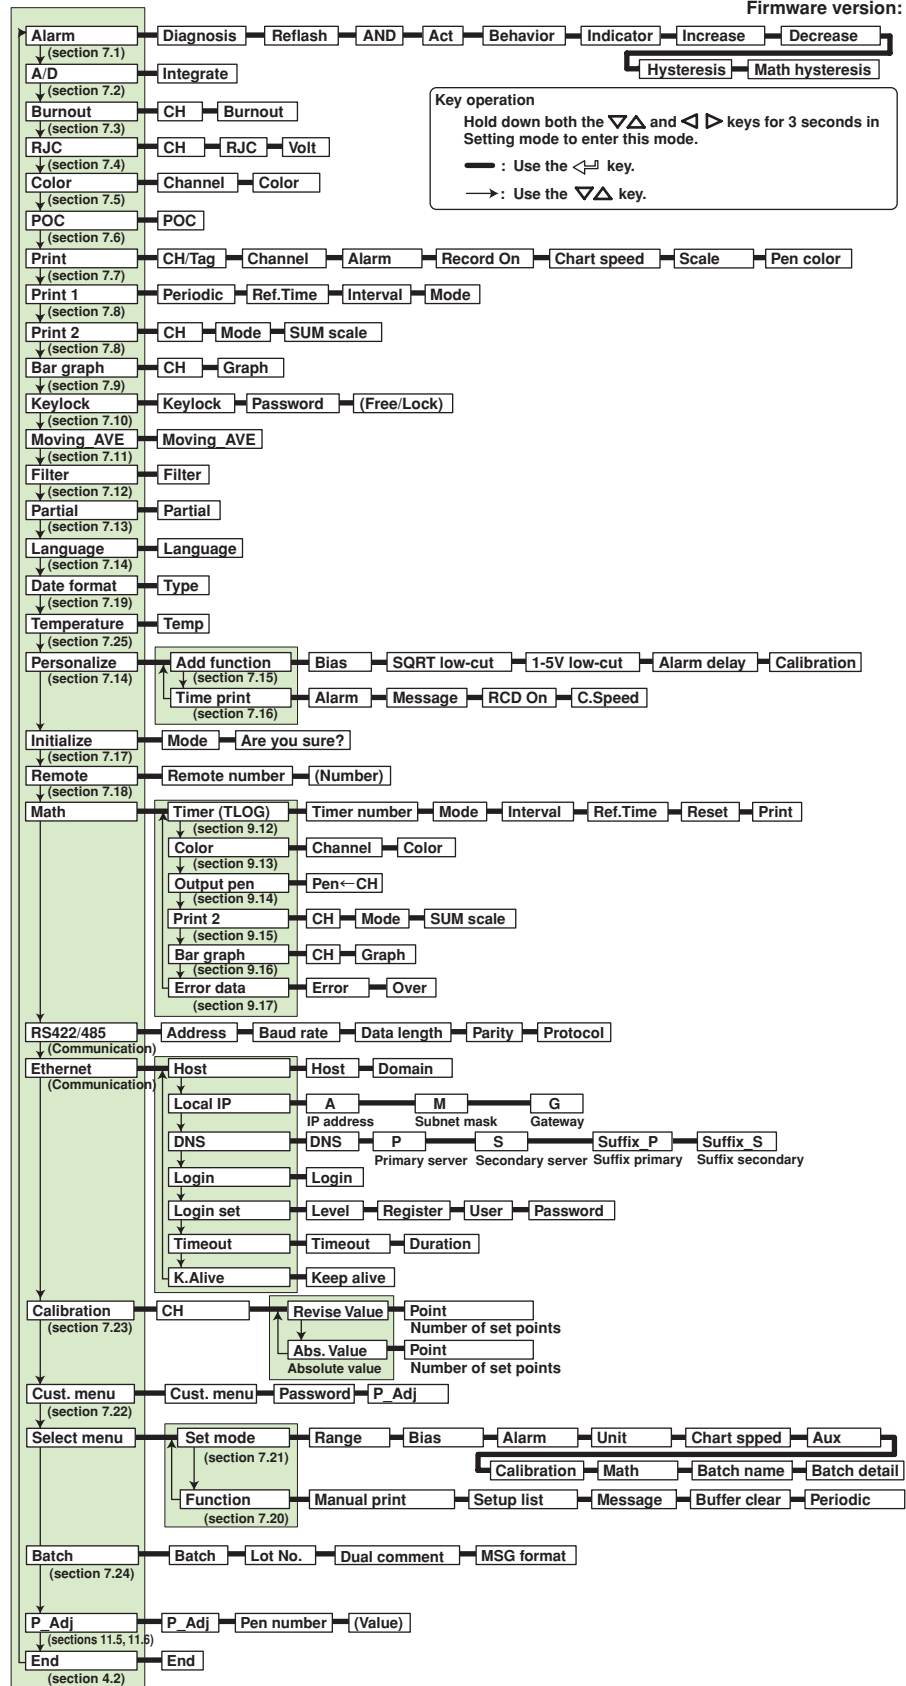 Firmware version:
Alarm Diagnosis Reflash AND Act Behavior Indicator Increase Decrease
(section 7.1)
Hysteresis Math hysteresis
A/D Integrate
(section 7.2)
Key operation
Hold down both the ▽△ and ◁ ▷ keys for 3 seconds in
Setting mode to enter this mode.
: Use the key.
: Use the ▽△ key.
Burnout CH Burnout
(section 7.3)
RJC CH RJC Volt
(section 7.4)
Color Channel Color
(section 7.5)
POC POC
(section 7.6)
Print CH/Tag Channel Alarm Record On Chart speed Scale Pen color
(section 7.7)
Print 1 Periodic Ref.Time Interval Mode
(section 7.8)
Print 2 CH Mode SUM scale
(section 7.8)
Bar graph CH Graph
(section 7.9)
Keylock Keylock Password (Free/Lock)
(section 7.10)
Moving_AVE Moving_AVE
(section 7.11)
Filter Filter
(section 7.12)
Partial Partial
(section 7.13)
Language Language
(section 7.14)
Date format Type
(section 7.19)
Temperature Temp
(section 7.25)
Personalize Add function Bias SQRT low-cut 1-5V low-cut Alarm delay Calibration
(section 7.14) (section 7.15)
Time print Alarm Message RCD On C.Speed
(section 7.16)
Initialize Mode Are you sure?
(section 7.17)
Remote Remote number (Number)
(section 7.18)
Math Timer (TLOG) Timer number Mode Interval Ref.Time Reset Print
(section 9.12)
Color Channel Color
(section 9.13)
Output pen Pen←CH
(section 9.14)
Print 2 CH Mode SUM scale
(section 9.15)
Bar graph CH Graph
(section 9.16)
Error data Error Over
(section 9.17)
RS422/485 Address Baud rate Data length Parity Protocol
(Communication)
Ethernet Host Host Domain
(Communication)
Local IP A M G
IP address Subnet mask Gateway
DNS DNS P S Suffix_P Suffix_S
Primary server Secondary server Suffix primary Suffix secondary
Login Login
Login set Level Register User Password
Timeout Timeout Duration
K.Alive Keep alive
Calibration CH Revise Value Point
(section 7.23) Number of set points
Abs. Value Point
Absolute value Number of set points
Cust. menu Cust. menu Password P_Adj
(section 7.22)
Select menu Set mode Range Bias Alarm Unit Chart spped Aux
(section 7.21)
Calibration Math Batch name Batch detail
Function Manual print Setup list Message Buffer clear Periodic
(section 7.20)
Batch Batch Lot No. Dual comment MSG format
(section 7.24)
P_Adj P_Adj Pen number (Value)
(sections 11.5, 11.6)
End End
(section 4.2)